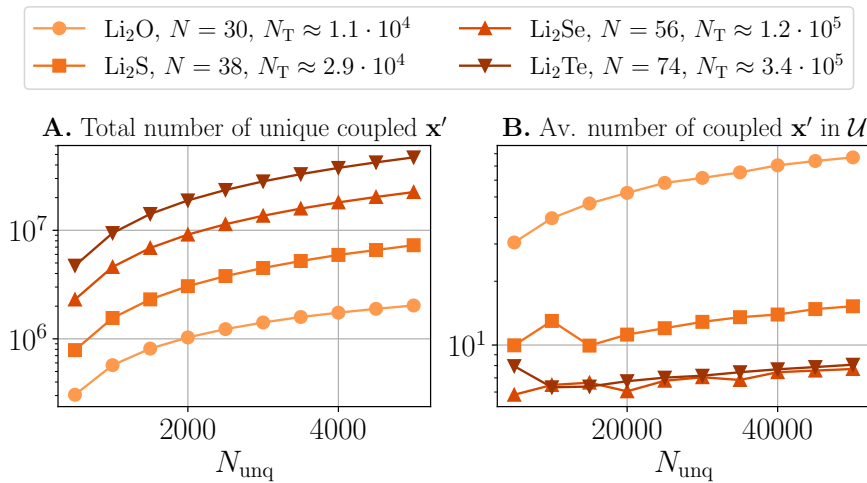 Li₂O, N = 30, N_T ≈ 1.1 · 10⁴
Li₂S, N = 38, N_T ≈ 2.9 · 10⁴
Li₂Se, N = 56, N_T ≈ 1.2 · 10⁵
Li₂Te, N = 74, N_T ≈ 3.4 · 10⁵
A. Total number of unique coupled x′
10⁷
10⁶
2000 4000
N_unq
B. Av. number of coupled x′ in 𝒰
10¹
20000 40000
N_unq